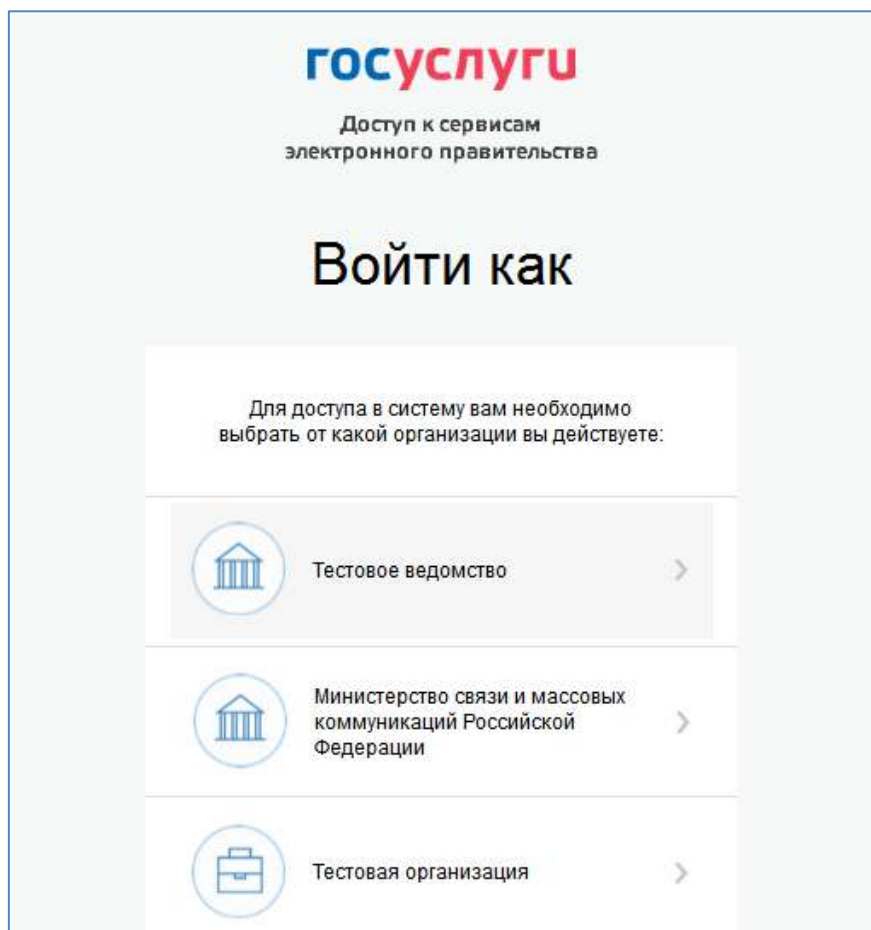 госуслуги
Доступ к сервисам
электронного правительства
Войти как
Для доступа в систему вам необходимо
выбрать от какой организации вы действуете:
Тестовое ведомство
Министерство связи и массовых
коммуникаций Российской
Федерации
Тестовая организация